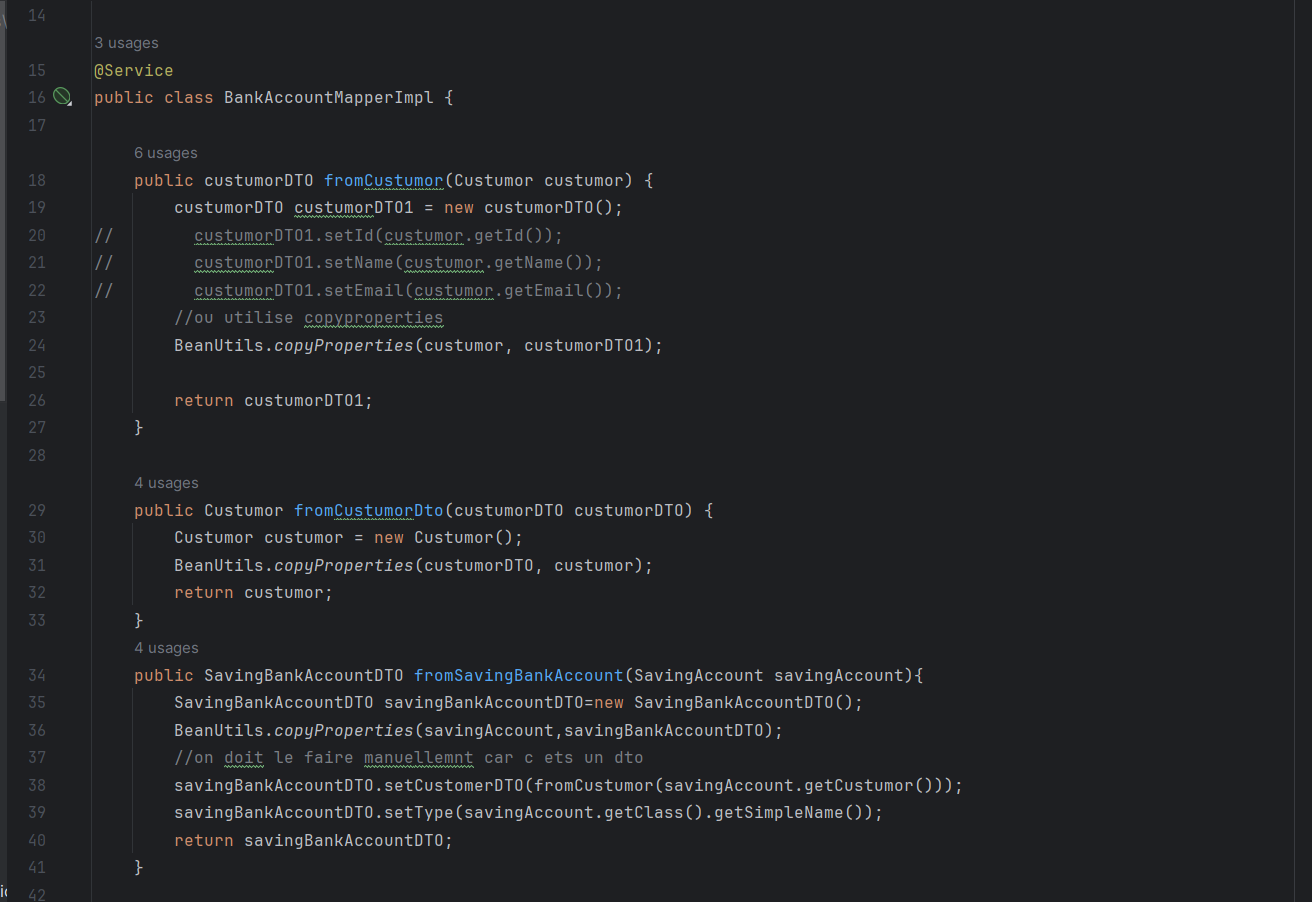 14
3 usages
15 @Service
16 public class BankAccountMapperImpl {
17
6 usages
18 public custumorDTO fromCustumor(Custumor custumor) {
19 custumorDTO custumorDTO1 = new custumorDTO();
20 // custumorDTO1.setId(custumor.getId());
21 // custumorDTO1.setName(custumor.getName());
22 // custumorDTO1.setEmail(custumor.getEmail());
23 //ou utilise copyproperties
24 BeanUtils.copyProperties(custumor, custumorDTO1);
25
26 return custumorDTO1;
27 }
28
4 usages
29 public Custumor fromCustumorDto(custumorDTO custumorDTO) {
30 Custumor custumor = new Custumor();
31 BeanUtils.copyProperties(custumorDTO, custumor);
32 return custumor;
33 }
4 usages
34 public SavingBankAccountDTO fromSavingBankAccount(SavingAccount savingAccount){
35 SavingBankAccountDTO savingBankAccountDTO=new SavingBankAccountDTO();
36 BeanUtils.copyProperties(savingAccount,savingBankAccountDTO);
37 //on doit le faire manuellemnt car c ets un dto
38 savingBankAccountDTO.setCustomerDTO(fromCustumor(savingAccount.getCustumor()));
39 savingBankAccountDTO.setType(savingAccount.getClass().getSimpleName());
40 return savingBankAccountDTO;
41 }
42